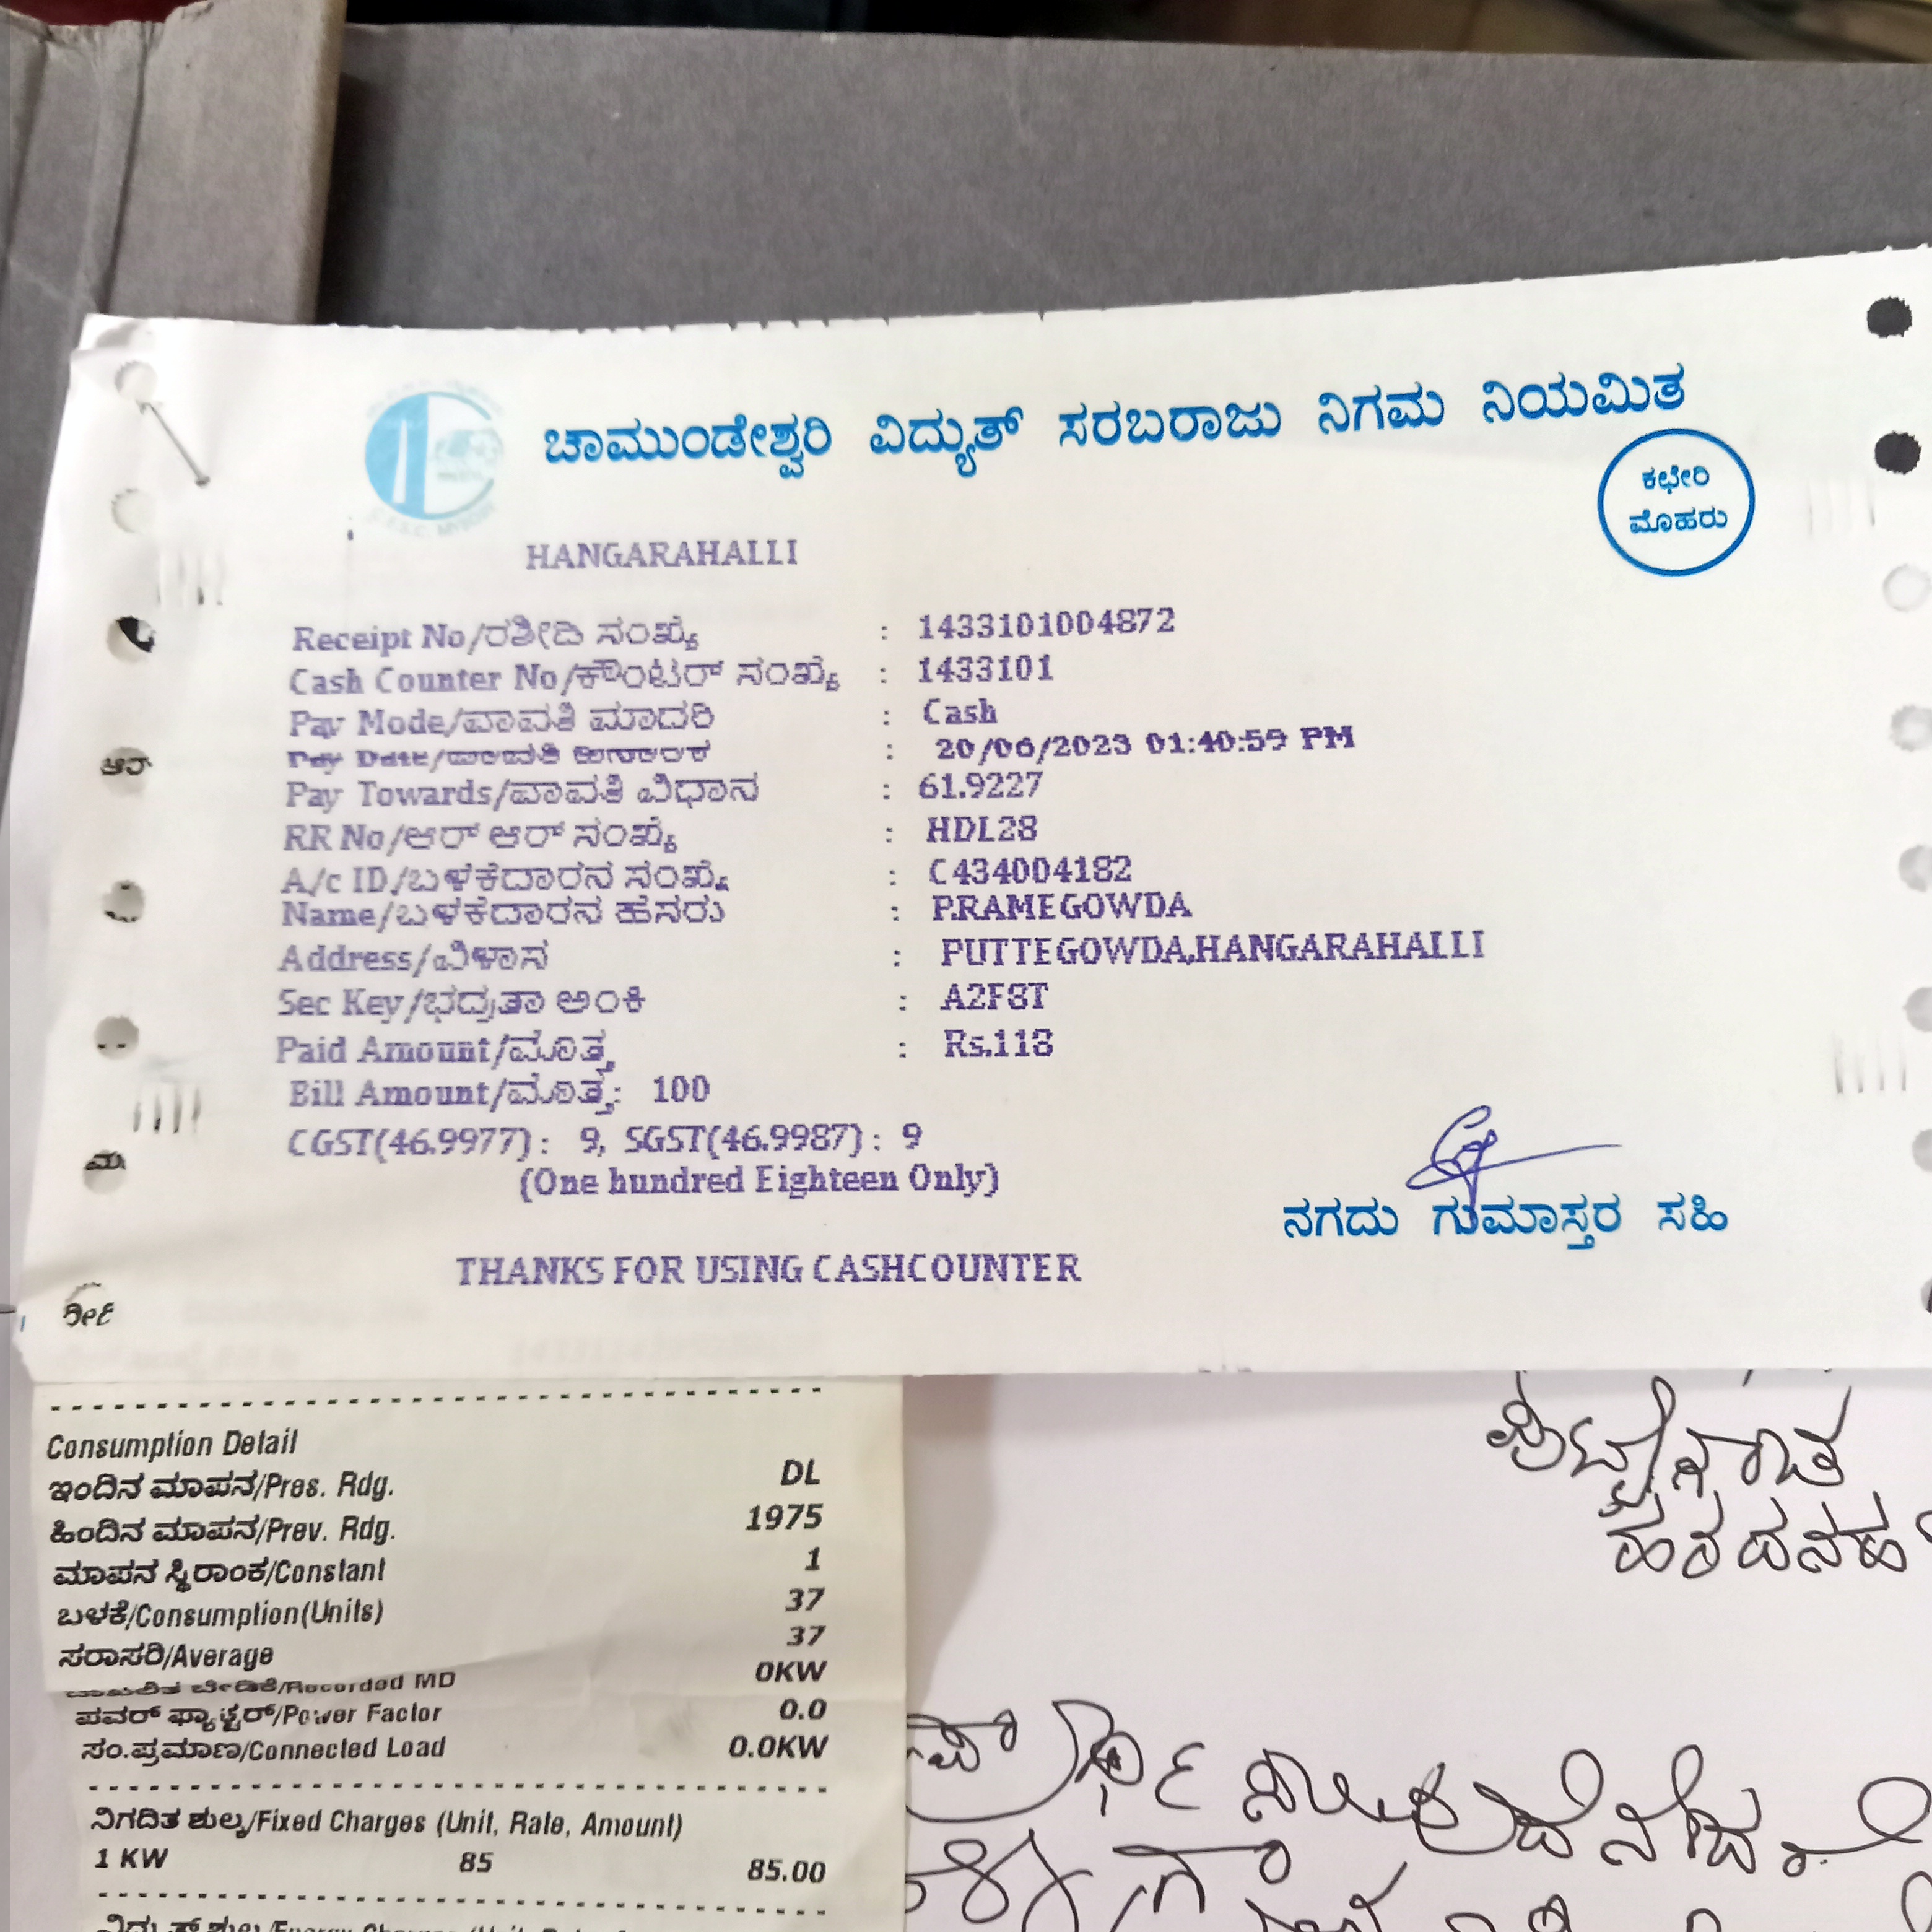 ಚಾಮುಂಡೇಶ್ವರಿ ವಿದ್ಯುತ್ ಸರಬರಾಜು ನಿಗಮ ನಿಯಮಿತ
ಕಛೇರಿ
ಮೊಹರು
HANGARAHALLI
Receipt No/ರಶೀದಿ ಸಂಖ್ಯೆ : 1433101004872
Cash Counter No/ಕೌಂಟರ್ ಸಂಖ್ಯೆ : 1433101
Pay Mode/ಪಾವತಿ ಮಾದರಿ : Cash
Pay Date/ಪಾವತಿ ದಿನಾಂಕ : 20/06/2023 01:40:59 PM
Pay Towards/ಪಾವತಿ ವಿಧಾನ : 61.9227
RR No/ಆರ್ ಆರ್ ಸಂಖ್ಯೆ : HDL28
A/c ID/ಬಳಕೆದಾರನ ಸಂಖ್ಯೆ : C434004182
Name/ಬಳಕೆದಾರನ ಹೆಸರು : P.RAMEGOWDA
Address/ವಿಳಾಸ : PUTTEGOWDA,HANGARAHALLI
Sec Key/ಭದ್ರತಾ ಅಂಕಿ : A2F8T
Paid Amount/ಮೊತ್ತ : Rs.118
Bill Amount/ಮೊತ್ತ: 100
CGST(46.9977): 9, SGST(46.9987): 9
(One hundred Eighteen Only)
ನಗದು ಗುಮಾಸ್ತರ ಸಹಿ
THANKS FOR USING CASHCOUNTER
Consumption Detail
ಇಂದಿನ ಮಾಪನ/Pres. Rdg. DL
ಹಿಂದಿನ ಮಾಪನ/Prev. Rdg. 1975
ಮಾಪನ ಸ್ಥಿರಾಂಕ/Constant 1
ಬಳಕೆ/Consumption(Units) 37
ಸರಾಸರಿ/Average 37
/Recorded MD 0KW
ಪವರ್ ಫ್ಯಾಕ್ಟರ್/Power Factor 0.0
ಸಂ.ಪ್ರಮಾಣ/Connected Load 0.0KW
ನಿಗದಿತ ಶುಲ್ಕ/Fixed Charges (Unit, Rate, Amount)
1 KW 85 85.00